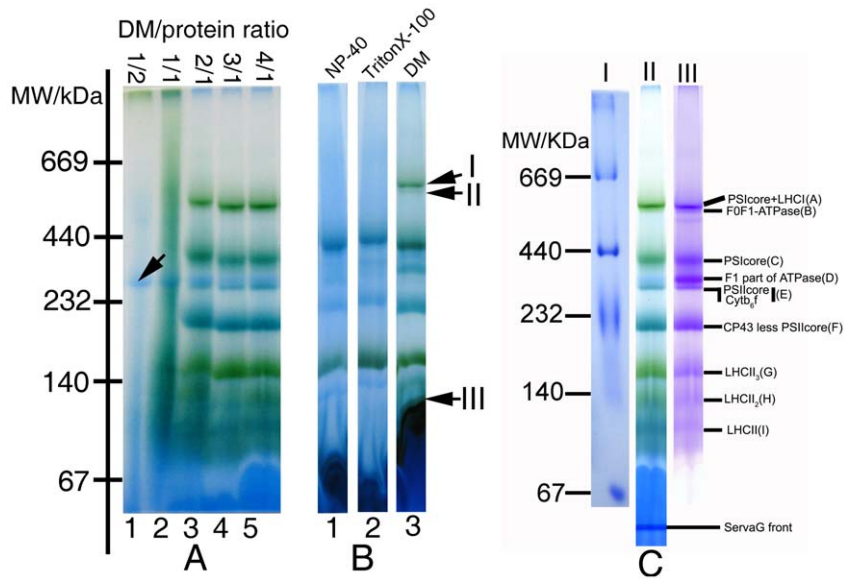 DM/protein ratio
1/2 1/1 2/1 3/1 4/1
MW/kDa
669
440
232
140
67
1 2 3 4 5
A
NP-40 TritonX-100 DM
I
II
III
1 2 3
B
I II III
MW/KDa
669
440
232
140
67
PSIcore+LHCI(A)
F0F1-ATPase(B)
PSIcore(C)
F1 part of ATPase(D)
PSIIcore
Cytb6f
(E)
CP43 less PSIIcore(F)
LHCII3(G)
LHCII2(H)
LHCII(I)
ServaG front
C